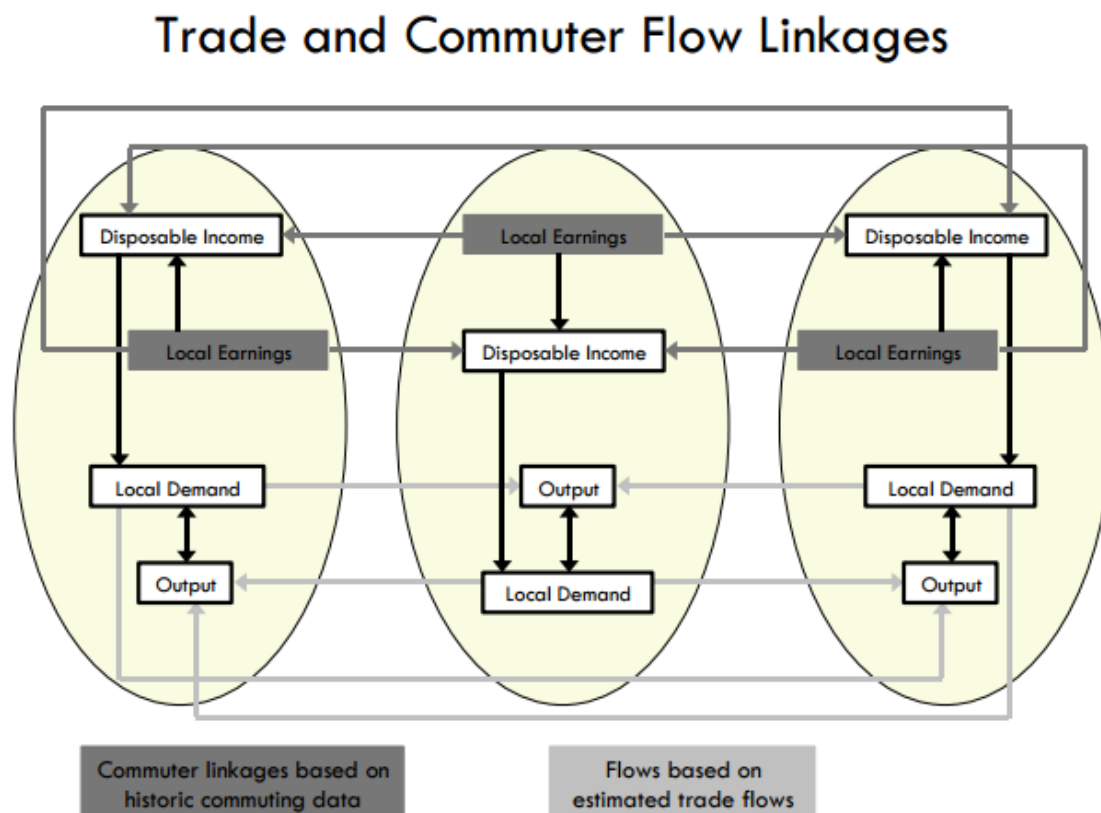 Trade and Commuter Flow Linkages
Disposable Income
Local Earnings
Disposable Income
Local Earnings
Disposable Income
Local Earnings
Local Demand
Output
Local Demand
Output
Local Demand
Output
Commuter linkages based on
historic commuting data
Flows based on
estimated trade flows